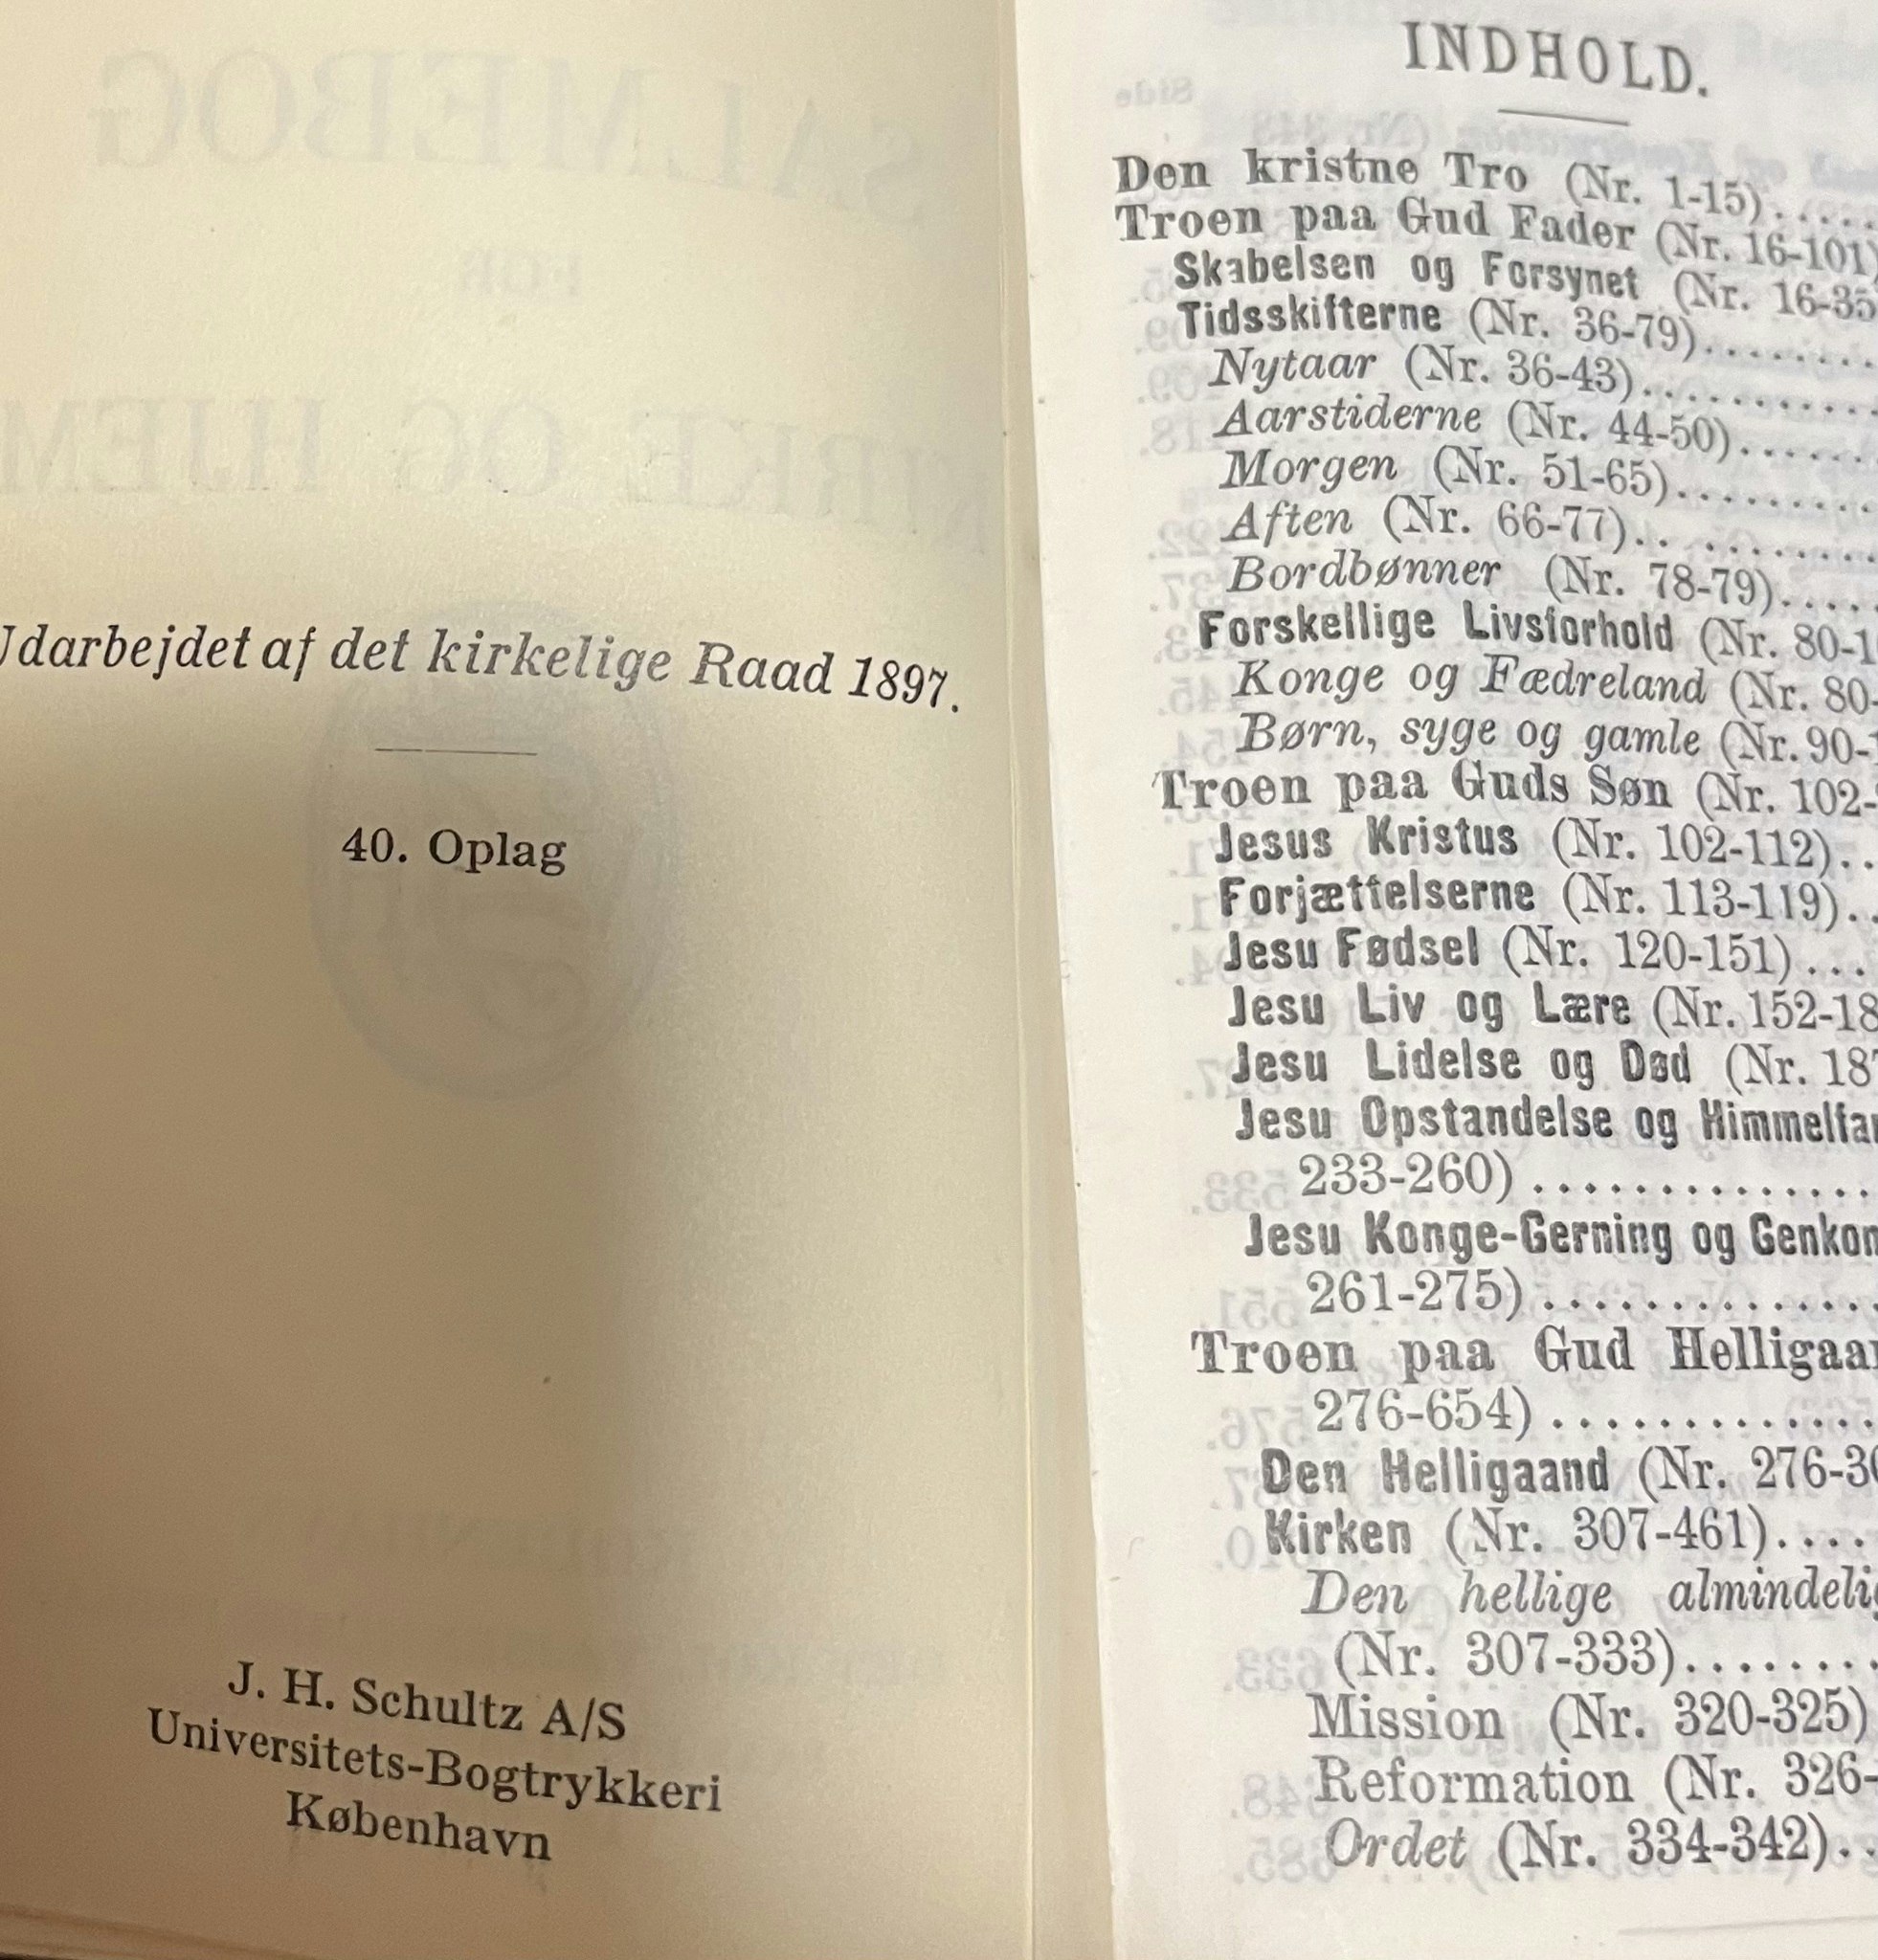 Udarbejdet af det kirkelige Raad 1897.
40. Oplag
J. H. Schultz A/S
Universitets-Bogtrykkeri
København
INDHOLD.
Den kristne Tro (Nr. 1-15).....
Troen paa Gud Fader (Nr. 16-101)
Skabelsen og Forsynet (Nr. 16-35
Tidsskifterne (Nr. 36-79)........
Nytaar (Nr. 36-43)............
Aarstiderne (Nr. 44-50).......
Morgen (Nr. 51-65)..........
Aften (Nr. 66-77).. ........
Bordbønner (Nr. 78-79).....
Forskellige Livsforhold (Nr. 80-1
Konge og Fædreland (Nr. 80-
Børn, syge og gamle (Nr. 90-
Troen paa Guds Søn (Nr. 102-
Jesus Kristus (Nr. 102-112)..
Forjættelserne (Nr. 113-119)..
Jesu Fødsel (Nr. 120-151)...
Jesu Liv og Lære (Nr. 152-18
Jesu Lidelse og Død (Nr. 187
Jesu Opstandelse og Himmelfar
233-260)..............
Jesu Konge-Gerning og Genkom
261-275)..............
Troen paa Gud Helligaan
276-654).............
Den Helligaand (Nr. 276-30
Kirken (Nr. 307-461)....
Den hellige almindelig
(Nr. 307-333)........
Mission (Nr. 320-325)
Reformation (Nr. 326-
Ordet (Nr. 334-342)..